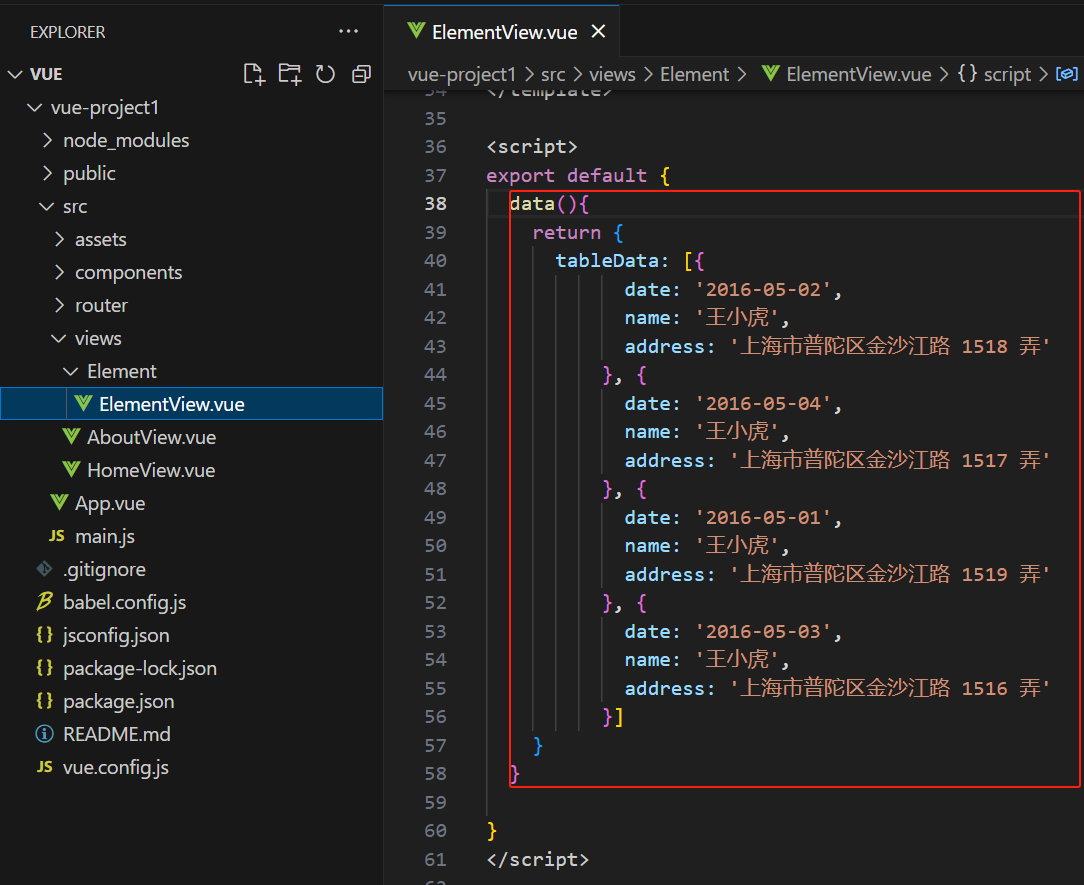 EXPLORER
VUE
vue-project1
node_modules
public
src
assets
components
router
views
Element
ElementView.vue
AboutView.vue
HomeView.vue
App.vue
JS main.js
.gitignore
babel.config.js
{} jsconfig.json
{} package-lock.json
{} package.json
README.md
JS vue.config.js
ElementView.vue
vue-project1 > src > views > Element > ElementView.vue > {} script >
34 </template>
35
36 <script>
37 export default {
38 data(){
39 return {
40 tableData: [{
41 date: '2016-05-02',
42 name: '王小虎',
43 address: '上海市普陀区金沙江路 1518 弄'
44 }, {
45 date: '2016-05-04',
46 name: '王小虎',
47 address: '上海市普陀区金沙江路 1517 弄'
48 }, {
49 date: '2016-05-01',
50 name: '王小虎',
51 address: '上海市普陀区金沙江路 1519 弄'
52 }, {
53 date: '2016-05-03',
54 name: '王小虎',
55 address: '上海市普陀区金沙江路 1516 弄'
56 }]
57 }
58 }
59
60 }
61 </script>